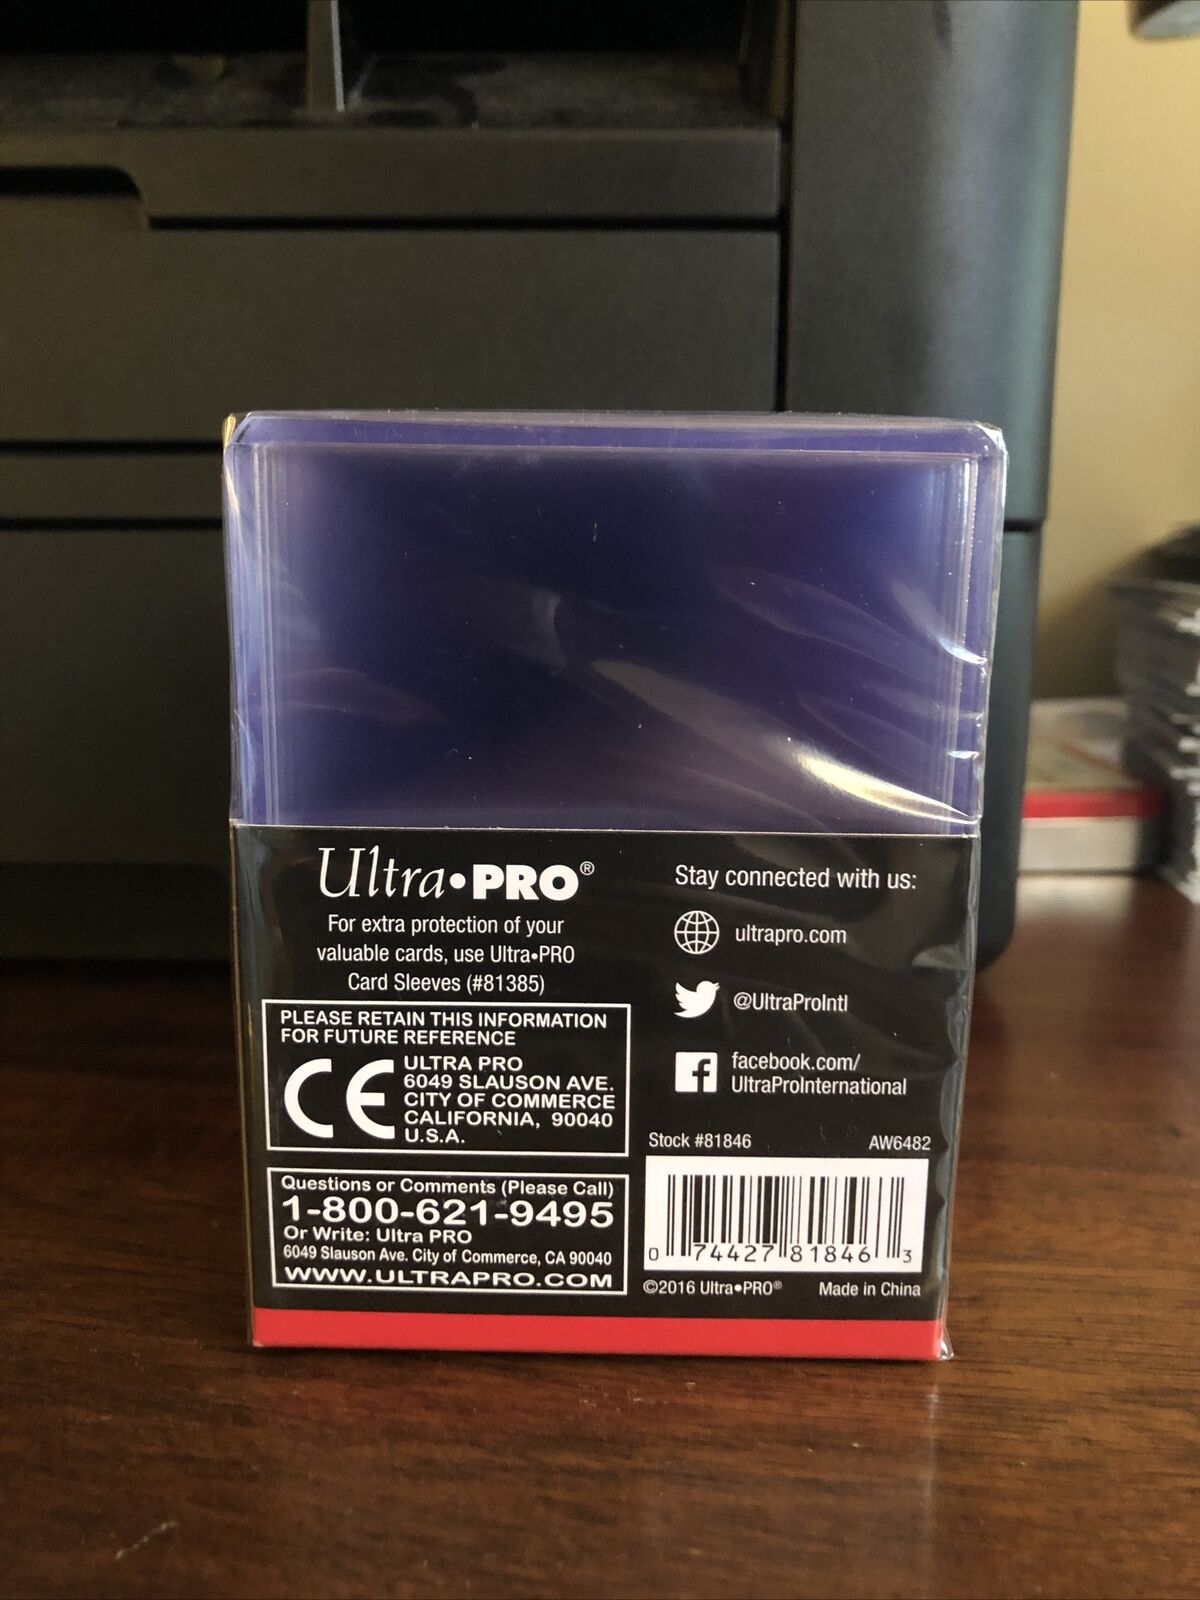 Ultra•PRO®
For extra protection of your
valuable cards, use Ultra•PRO
Card Sleeves (#81385)
PLEASE RETAIN THIS INFORMATION
FOR FUTURE REFERENCE
CE
ULTRA PRO
6049 SLAUSON AVE.
CITY OF COMMERCE
CALIFORNIA, 90040
U.S.A.
Questions or Comments (Please Call)
1-800-621-9495
Or Write: Ultra PRO
6049 Slauson Ave. City of Commerce, CA 90040
WWW.ULTRAPRO.COM
Stay connected with us:
ultrapro.com
@UltraProIntl
facebook.com/
UltraProInternational
Stock #81846 AW6482
0 74427 81846 3
©2016 Ultra•PRO® Made in China